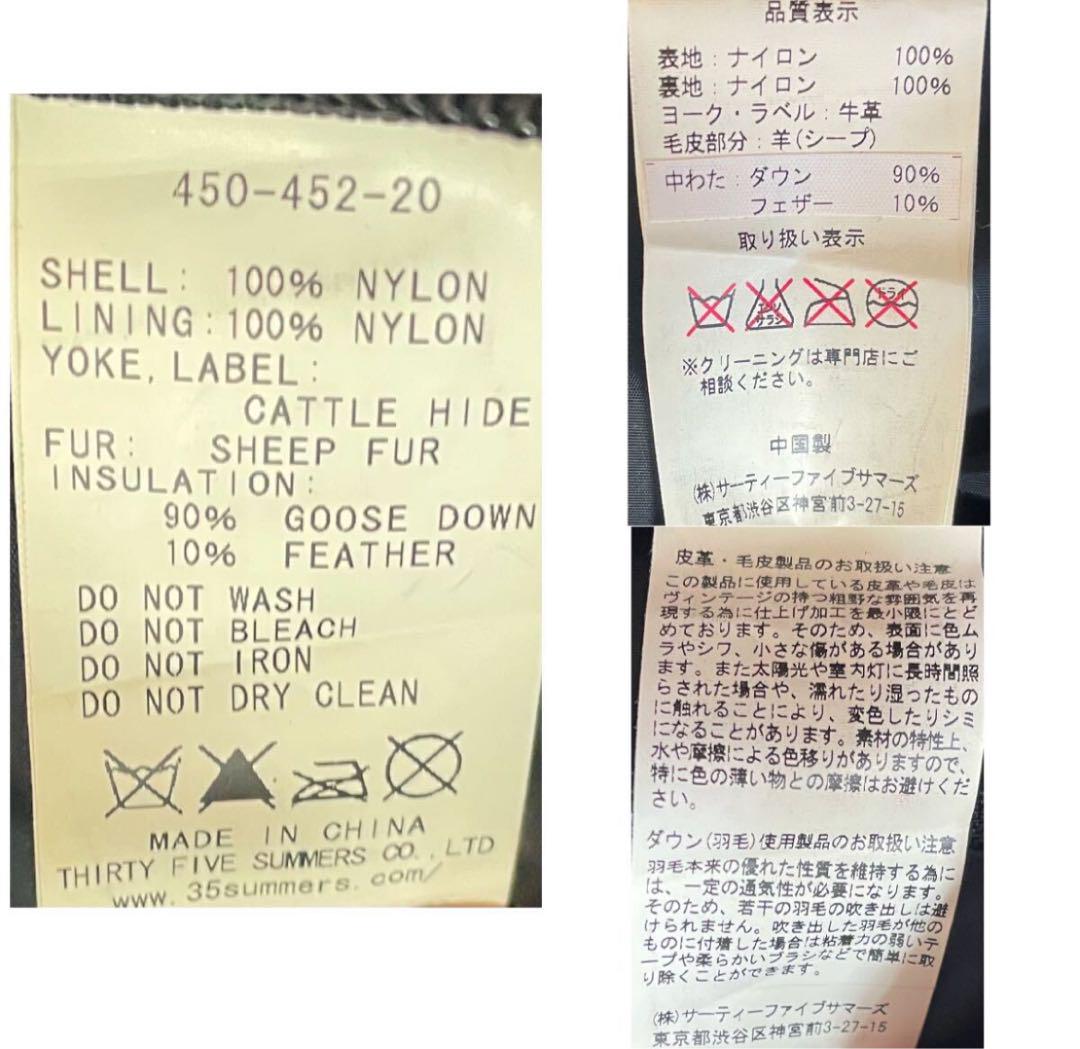 450-452-20
SHELL: 100% NYLON
LINING:100% NYLON
YOKE, LABEL:
CATTLE HIDE
FUR: SHEEP FUR
INSULATION:
90% GOOSE DOWN
10% FEATHER
DO NOT WASH
DO NOT BLEACH
DO NOT IRON
DO NOT DRY CLEAN
MADE IN CHINA
THIRTY FIVE SUMMERS CO., LTD
www.35summers.com/
品質表示
表地:ナイロン 100%
裏地:ナイロン 100%
ヨーク・ラベル:牛革
毛皮部分:羊(シープ)
中わた:ダウン 90%
フェザー 10%
取り扱い表示
エンソ
サラシ
ドライ
※クリーニングは専門店にご
相談ください。
中国製
(株)サーティーファイブサマーズ
東京都渋谷区神宮前3-27-15
皮革・毛皮製品のお取扱い注意
この製品に使用している皮革や毛皮は
ヴィンテージの持つ粗野な雰囲気を再
現する為に仕上げ加工を最小限にとど
めております。そのため、表面に色ム
ラやシワ、小さな傷がある場合があり
ます。また太陽光や室内灯に長時間照
らされた場合や、濡れたり湿ったもの
に触れることにより、変色したりシミ
になることがあります。素材の特性上、
水や摩擦による色移りがありますので、
特に色の薄い物との摩擦はお避けくだ
さい。
ダウン(羽毛)使用製品のお取扱い注意
羽毛本来の優れた性質を維持する為に
は、一定の通気性が必要になります。
そのため、若干の羽毛の吹き出しは避
けられません。吹き出した羽毛が他の
ものに付着した場合は粘着力の弱いテ
ープや柔らかいブラシなどで簡単に取
り除くことができます。
(株)サーティーファイブサマーズ
東京都渋谷区神宮前3-27-15